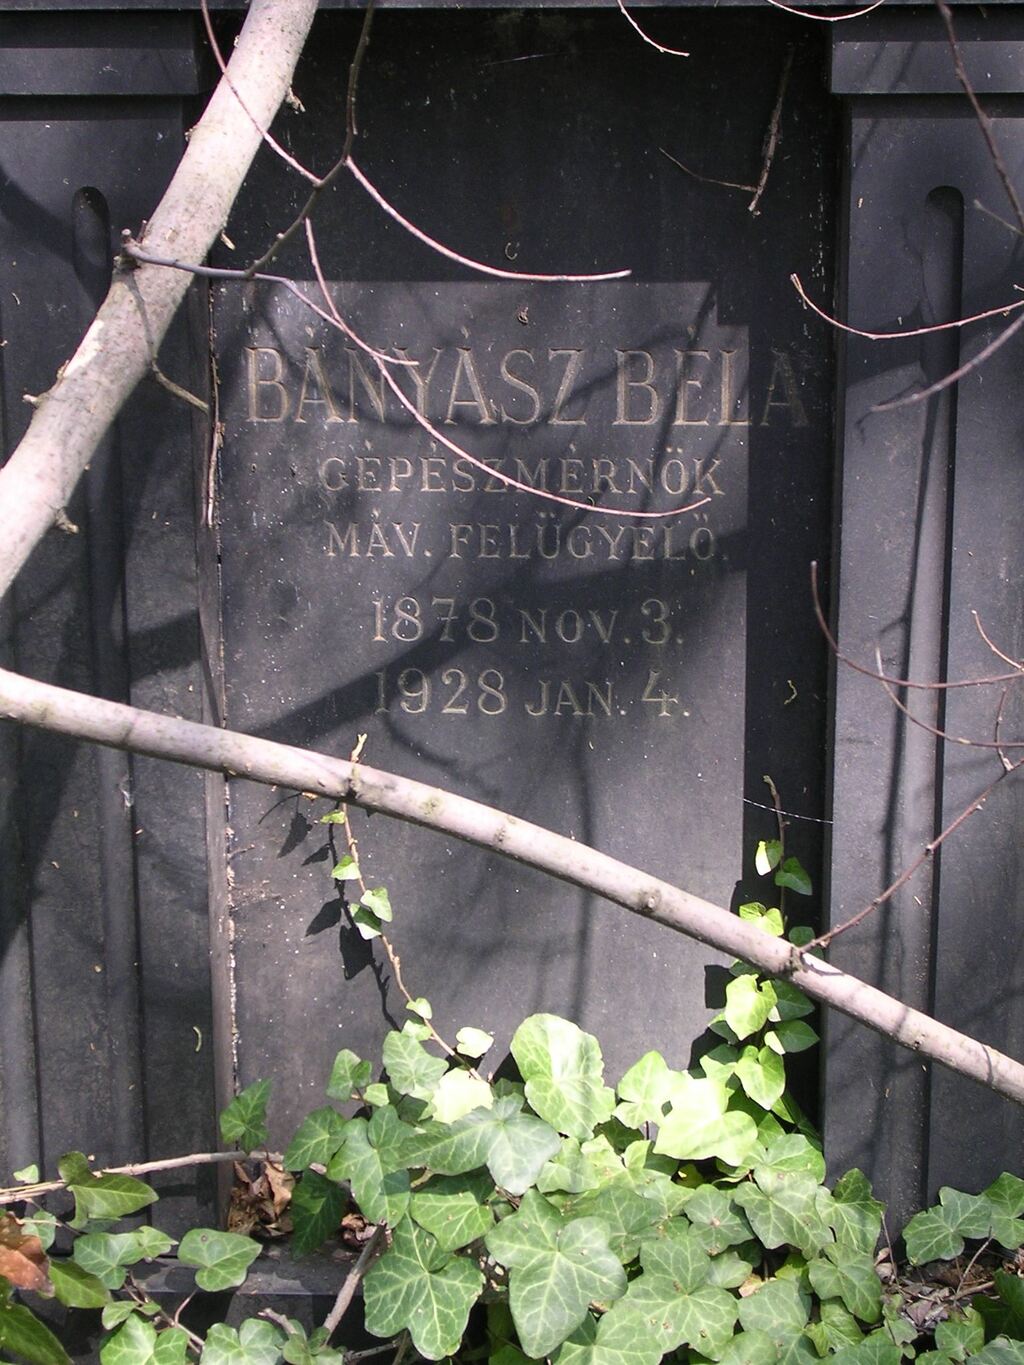 BÁNYÁSZ BÉLA
GÉPÉSZMÉRNÖK
MÁV. FELÜGYELŐ.
1878 NOV. 3.
1928 JAN. 4.